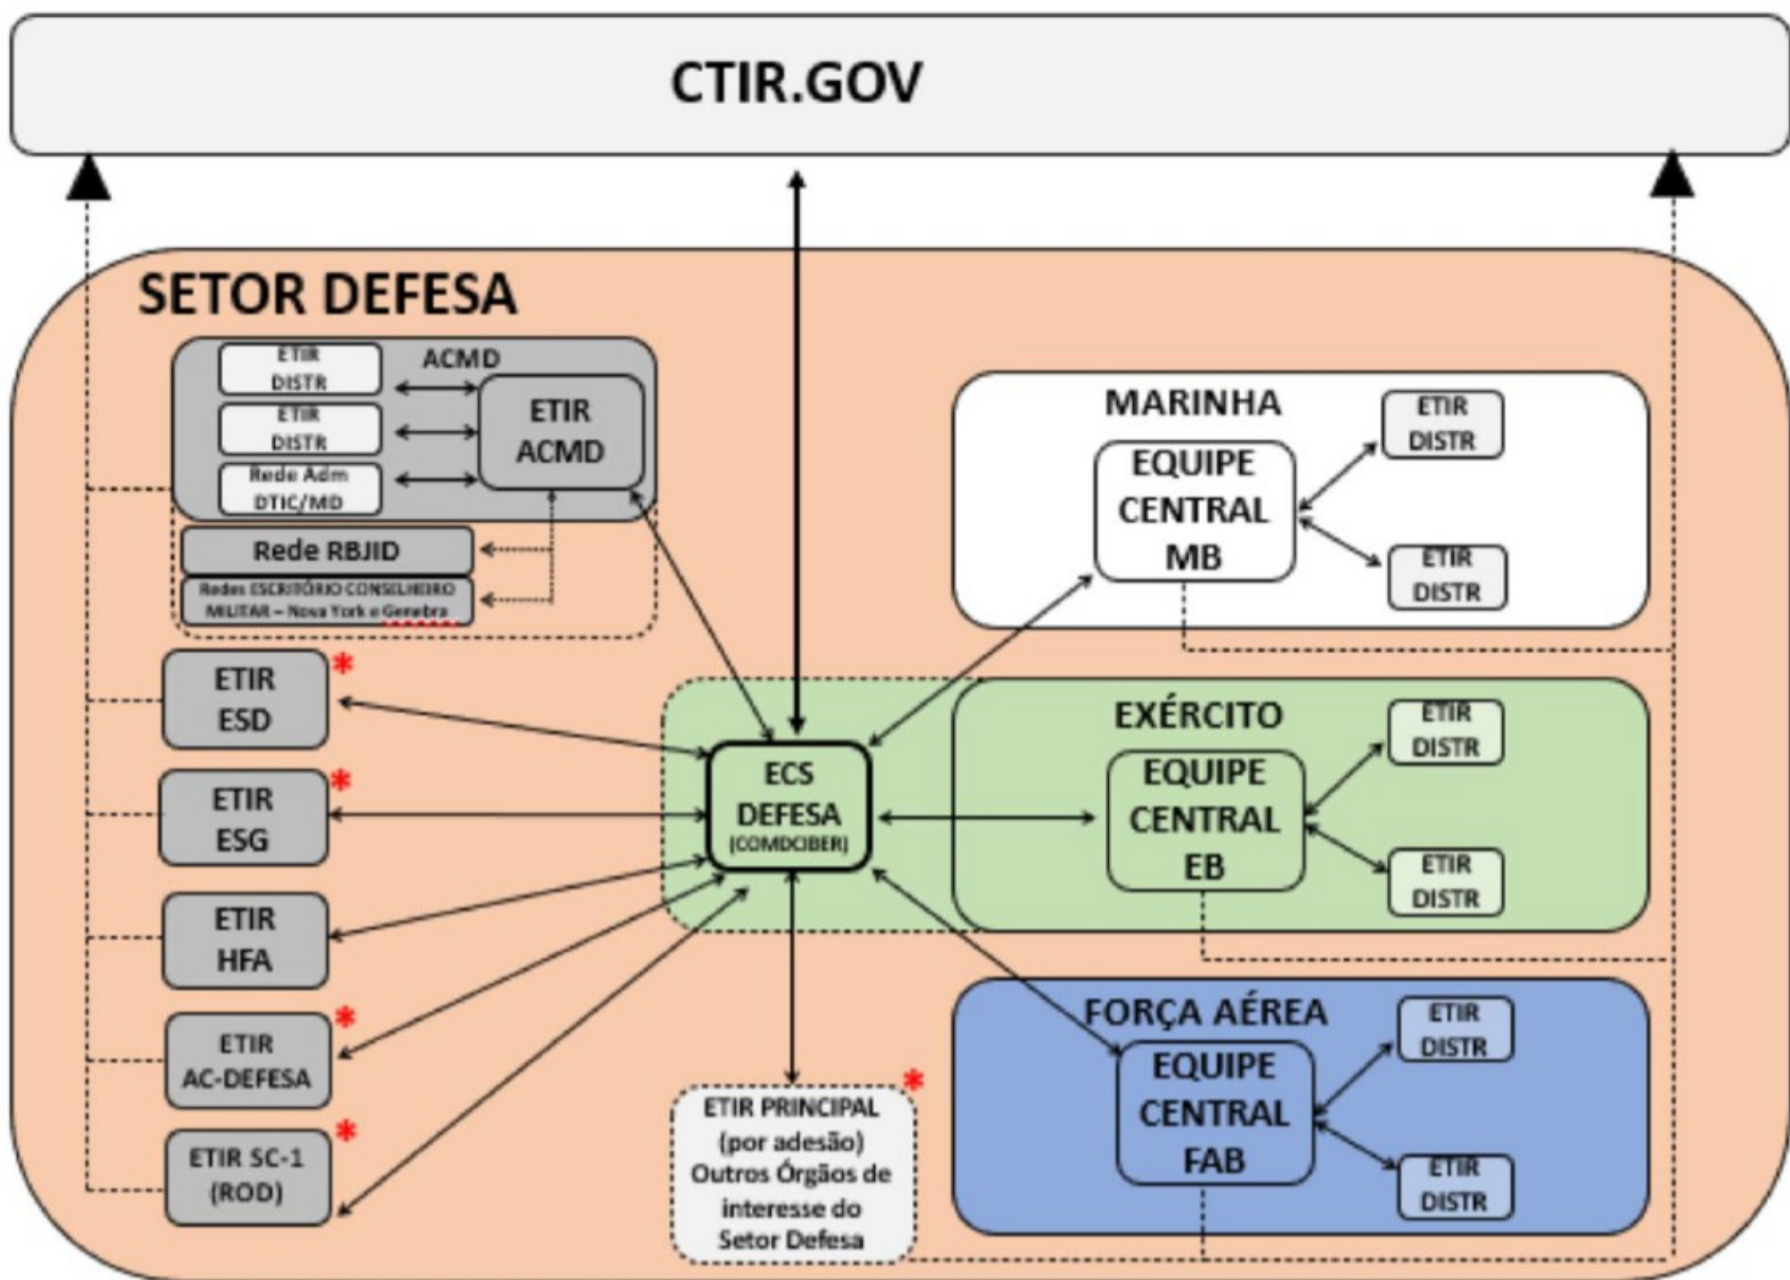 CTIR.GOV
SETOR DEFESA
ACMD
ETIR
DISTR
ETIR
DISTR
Rede Adm
DTIC/MD
ETIR
ACMD
Rede RBJID
Redes ESCRITÓRIO CONSELHEIRO
MILITAR – Nova York e Genebra
ETIR
ESD
*
ETIR
ESG
*
ETIR
HFA
ETIR
AC-DEFESA
*
ETIR SC-1
(ROD)
*
ECS
DEFESA
(COMDCIBER)
ETIR PRINCIPAL
(por adesão)
Outros Órgãos de
interesse do
Setor Defesa
*
MARINHA
EQUIPE
CENTRAL
MB
ETIR
DISTR
ETIR
DISTR
EXÉRCITO
EQUIPE
CENTRAL
EB
ETIR
DISTR
ETIR
DISTR
FORÇA AÉREA
EQUIPE
CENTRAL
FAB
ETIR
DISTR
ETIR
DISTR